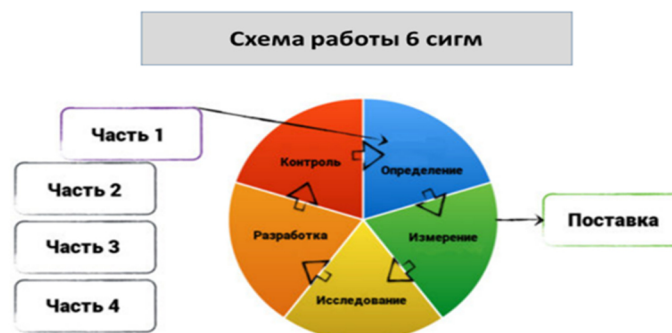 Схема работы 6 сигм
Часть 1
Часть 2
Часть 3
Часть 4
Контроль
Определение
Разработка
Измерение
Исследование
Поставка